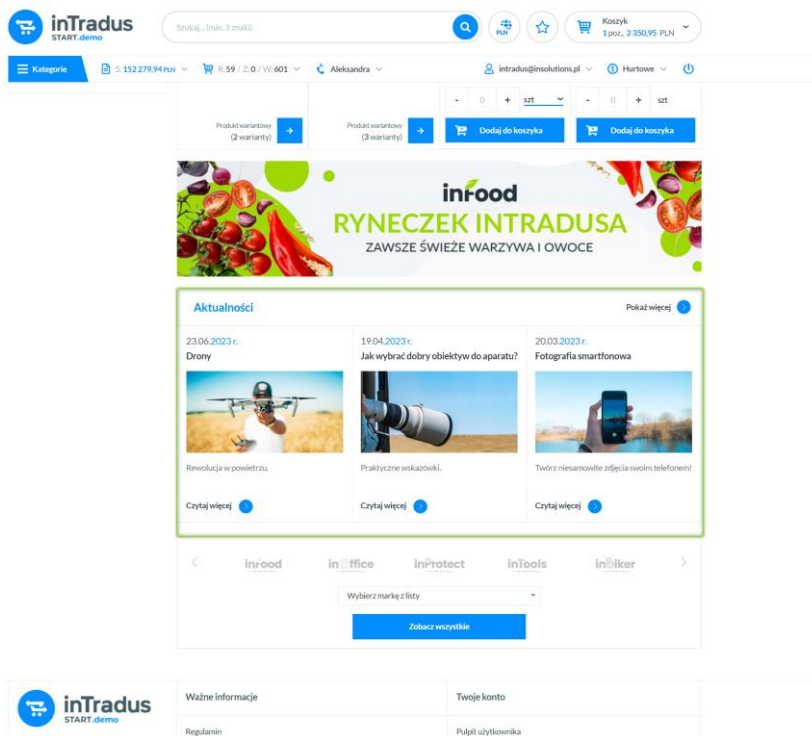 inTradus
START.demo
Szukaj... (min. 3 znaki)
PLN
Koszyk
1 poz., 2 350,95 PLN
Kategorie
S: 152 279,94 PLN
R: 59 / Z: 0 / W: 601
Aleksandra
intradus@insolutions.pl
Hurtowe
- 0 + szt
- 0 + szt
Produkt wariantowy
(2 warianty)
Produkt wariantowy
(3 warianty)
Dodaj do koszyka
Dodaj do koszyka
infood
RYNECZEK INTRADUSA
ZAWSZE ŚWIEŻE WARZYWA I OWOCE
Aktualności
Pokaż więcej
23.06.2023 r.
Drony
Rewolucja w powietrzu.
Czytaj więcej
19.04.2023 r.
Jak wybrać dobry obiektyw do aparatu?
Praktyczne wskazówki.
Czytaj więcej
20.03.2023 r.
Fotografia smartfonowa
Twórz niesamowite zdjęcia swoim telefonem!
Czytaj więcej
infood
inOffice
inProtect
inTools
inBiker
Wybierz markę z listy
Zobacz wszystkie
inTradus
START.demo
Ważne informacje
Twoje konto
Regulamin
Pulpit użytkownika